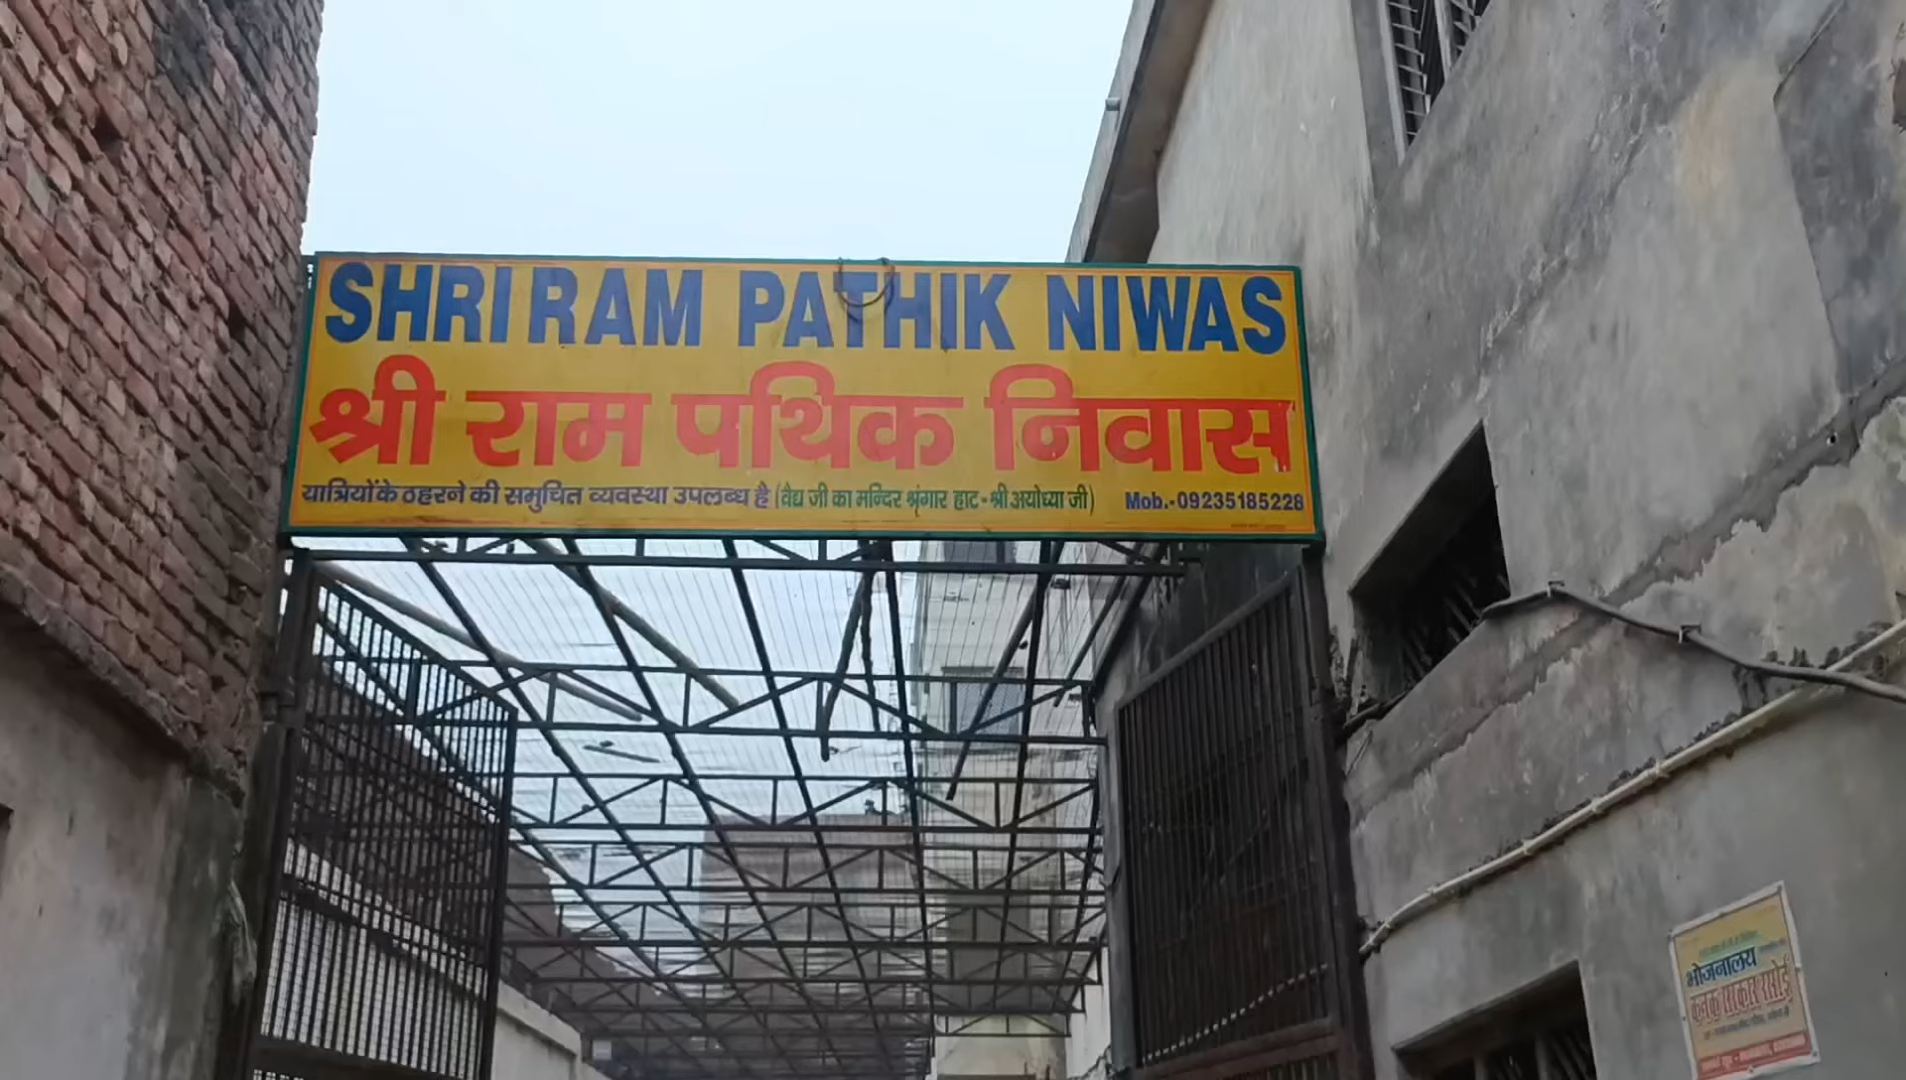 SHRI RAM PATHIK NIWAS
श्री राम पथिक निवास
यात्रियों के ठहरने की समुचित व्यवस्था उपलब्ध है (वैद्य जी का मन्दिर श्रृंगार हाट - श्री अयोध्या जी) Mob.-09235185228
भोजनालय